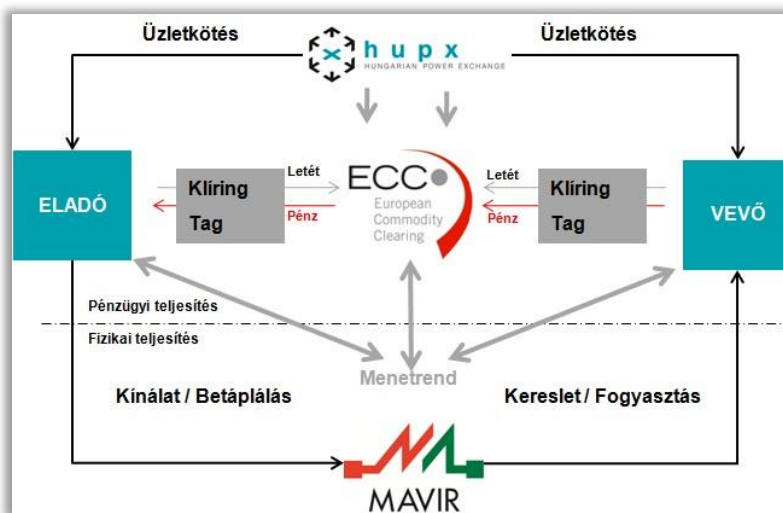 Üzletkötés
hupx
HUNGARIAN POWER EXCHANGE
Üzletkötés
ELADÓ
Klíring
Tag
Letét
Pénz
ECC
European
Commodity
Clearing
Letét
Pénz
Klíring
Tag
VEVŐ
Pénzügyi teljesítés
Fizikai teljesítés
Menetrend
Kínálat / Betáplálás
Kereslet / Fogyasztás
MAVIR